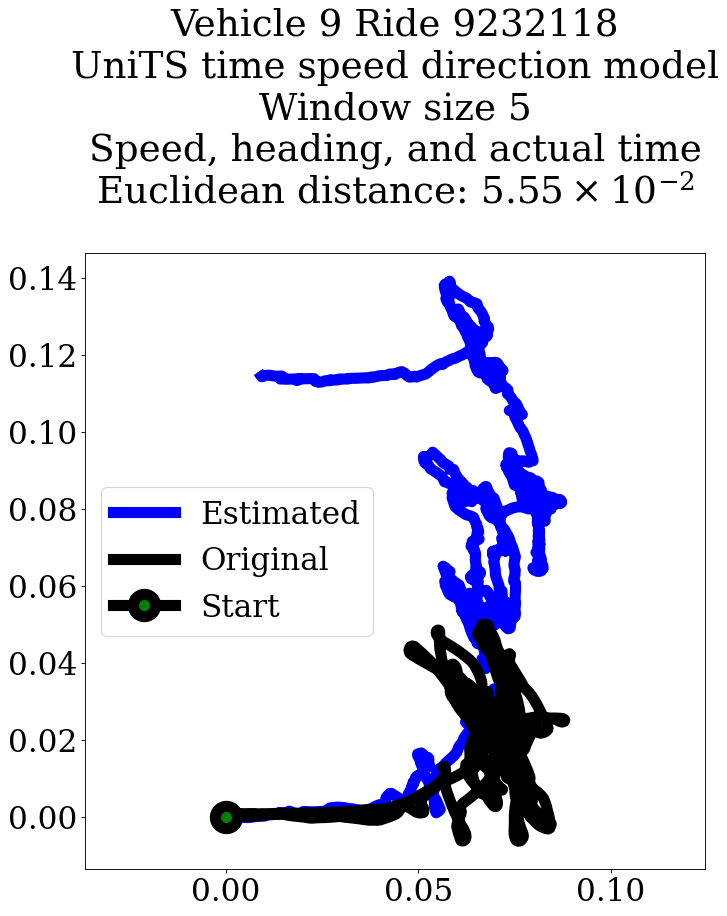 Vehicle 9 Ride 9232118
UniTS time speed direction model
Window size 5
Speed, heading, and actual time
Euclidean distance: 5.55 × 10⁻²
0.14
0.12
0.10
0.08
0.06
0.04
0.02
0.00
Estimated
Original
Start
0.00 0.05 0.10